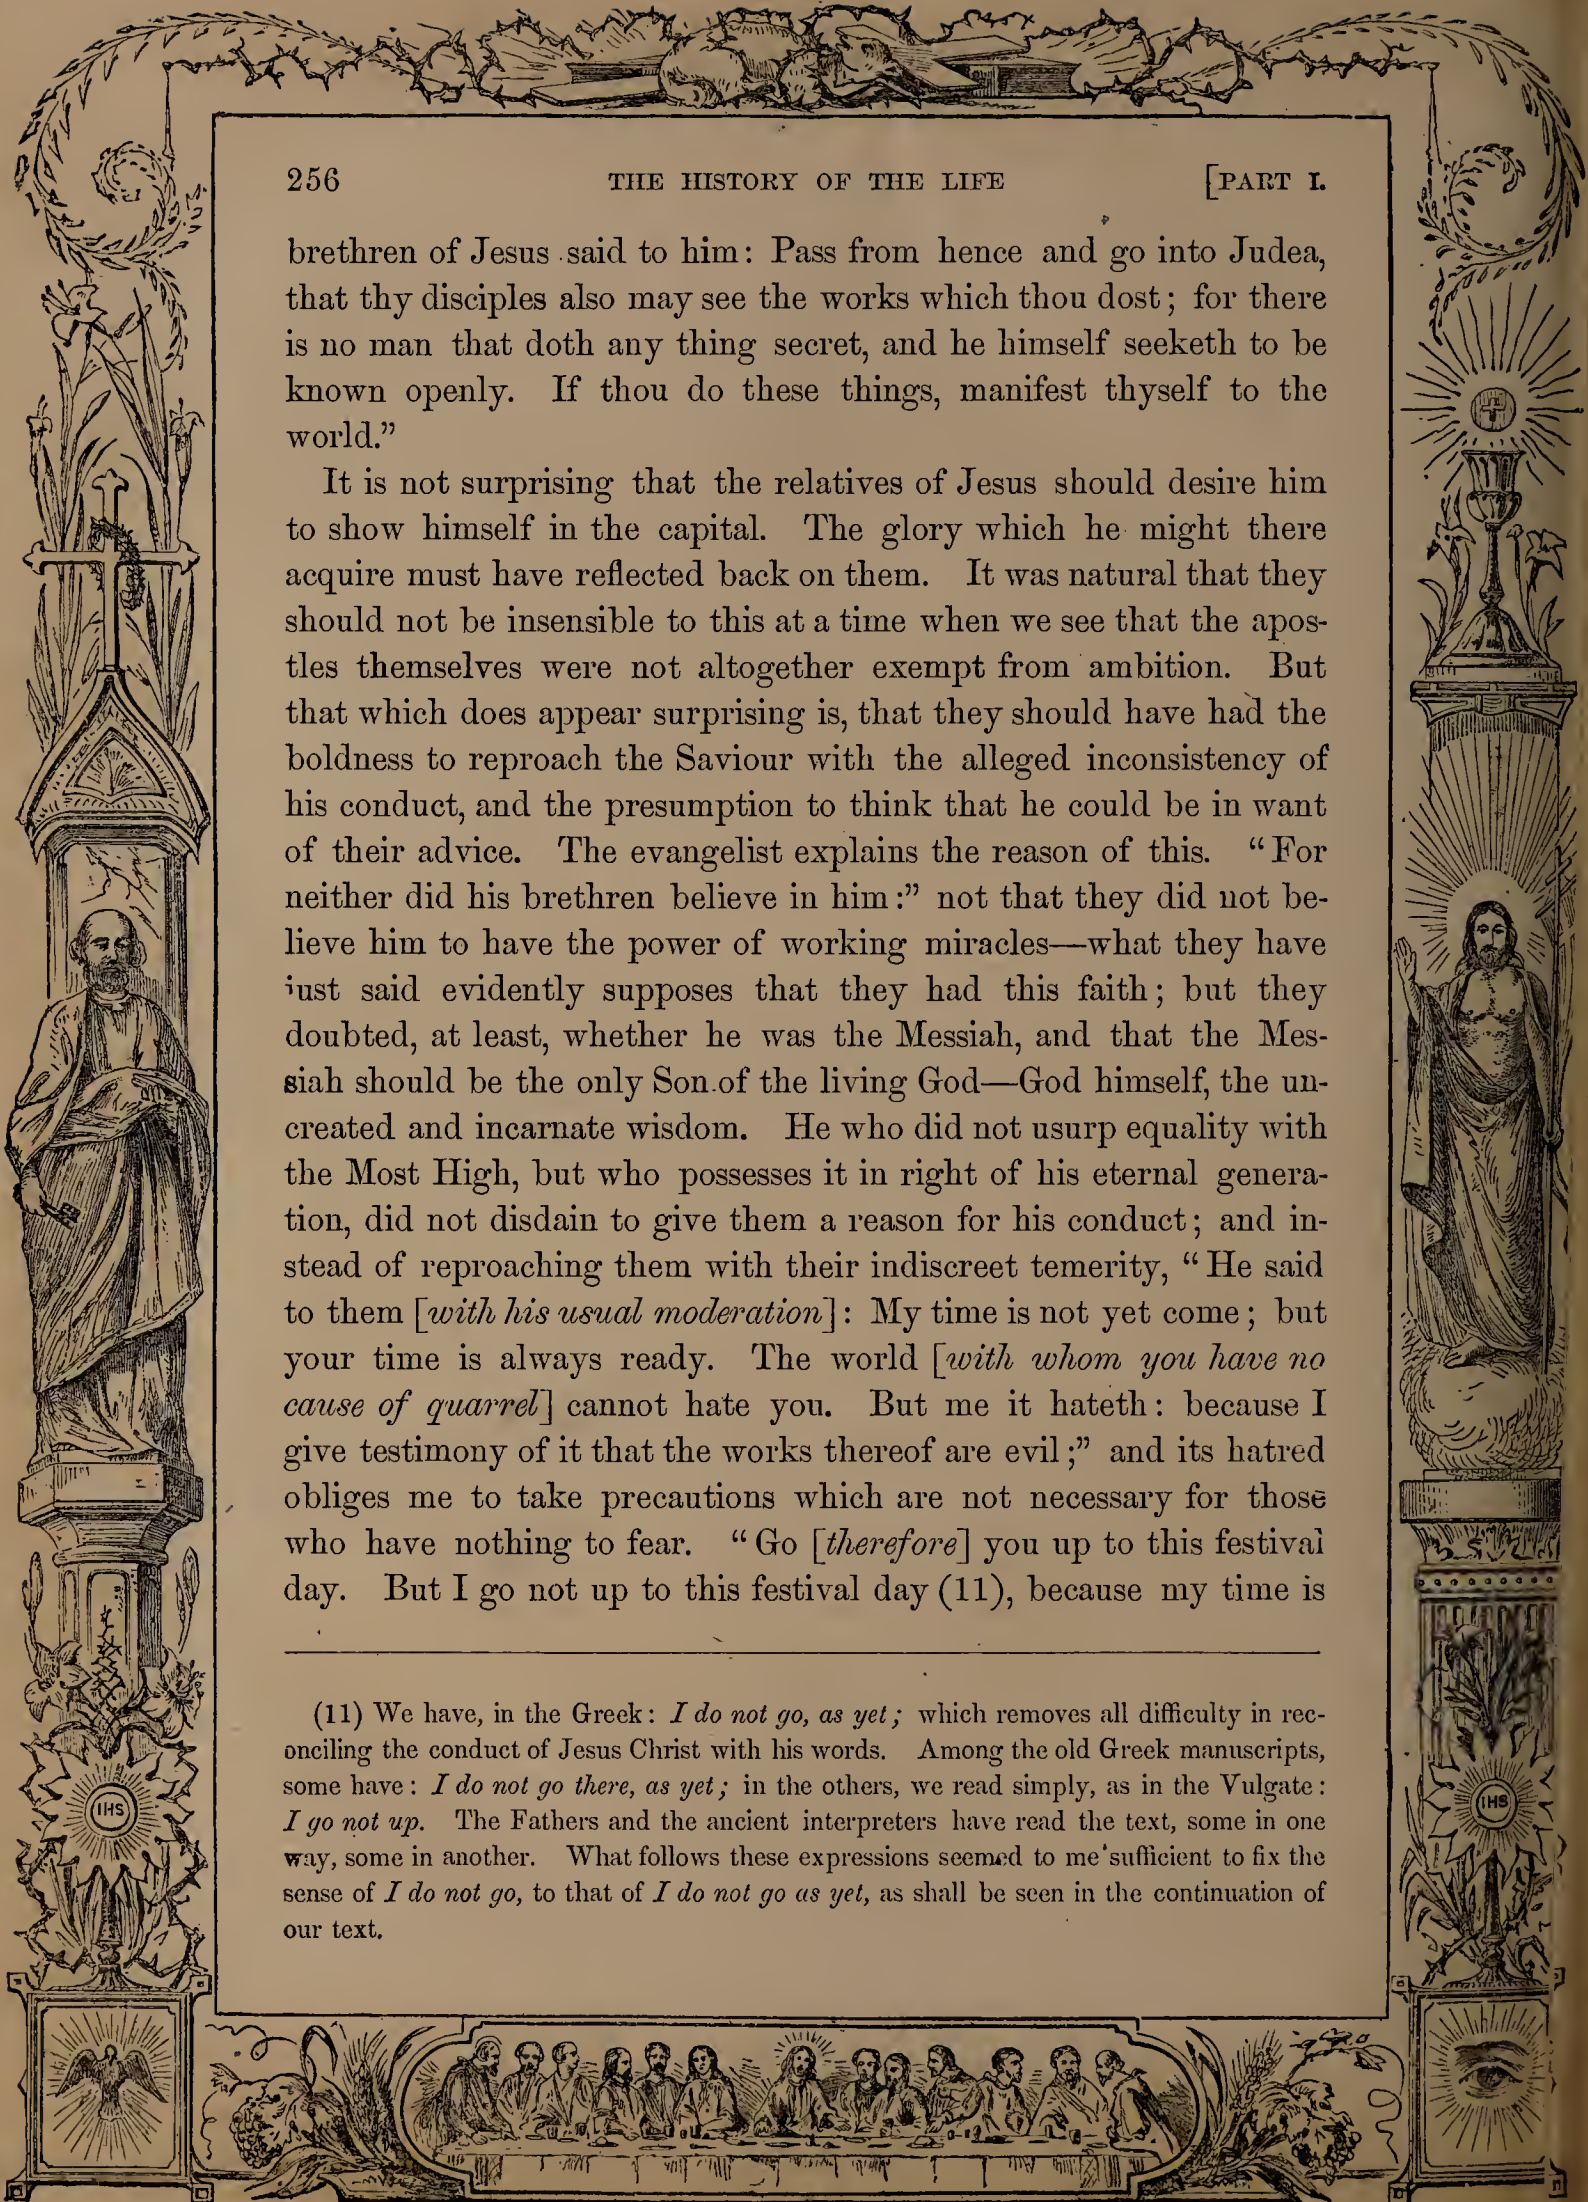 256 THE HISTORY OF THE LIFE [PART I.
brethren of Jesus said to him: Pass from hence and go into Judea,
that thy disciples also may see the works which thou dost; for there
is no man that doth any thing secret, and he himself seeketh to be
known openly. If thou do these things, manifest thyself to the
world.”
It is not surprising that the relatives of Jesus should desire him
to show himself in the capital. The glory which he might there
acquire must have reflected back on them. It was natural that they
should not be insensible to this at a time when we see that the apos-
tles themselves were not altogether exempt from ambition. But
that which does appear surprising is, that they should have had the
boldness to reproach the Saviour with the alleged inconsistency of
his conduct, and the presumption to think that he could be in want
of their advice. The evangelist explains the reason of this. “For
neither did his brethren believe in him:” not that they did not be-
lieve him to have the power of working miracles—what they have
just said evidently supposes that they had this faith; but they
doubted, at least, whether he was the Messiah, and that the Mes-
siah should be the only Son of the living God—God himself, the un-
created and incarnate wisdom. He who did not usurp equality with
the Most High, but who possesses it in right of his eternal genera-
tion, did not disdain to give them a reason for his conduct; and in-
stead of reproaching them with their indiscreet temerity, “He said
to them [with his usual moderation]: My time is not yet come; but
your time is always ready. The world [with whom you have no
cause of quarrel] cannot hate you. But me it hateth: because I
give testimony of it that the works thereof are evil;” and its hatred
obliges me to take precautions which are not necessary for those
who have nothing to fear. “Go [therefore] you up to this festival
day. But I go not up to this festival day (11), because my time is
(11) We have, in the Greek: I do not go, as yet; which removes all difficulty in rec-
onciling the conduct of Jesus Christ with his words. Among the old Greek manuscripts,
some have: I do not go there, as yet; in the others, we read simply, as in the Vulgate:
I go not up. The Fathers and the ancient interpreters have read the text, some in one
way, some in another. What follows these expressions seemed to me sufficient to fix the
sense of I do not go, to that of I do not go as yet, as shall be seen in the continuation of
our text.
IHS
IHS